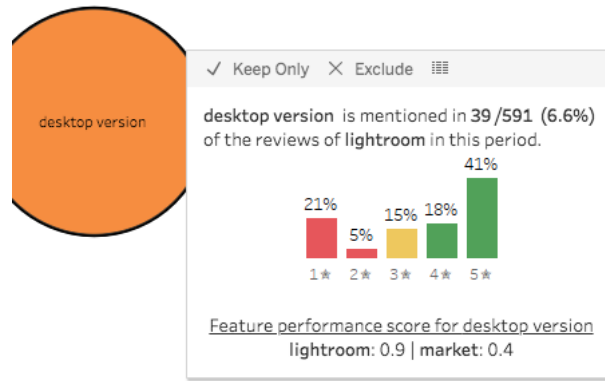 desktop version
Keep Only Exclude
desktop version is mentioned in 39/591 (6.6%)
of the reviews of lightroom in this period.
41%
21%
15% 18%
5%
1★ 2★ 3★ 4★ 5★
Feature performance score for desktop version
lightroom: 0.9 | market: 0.4